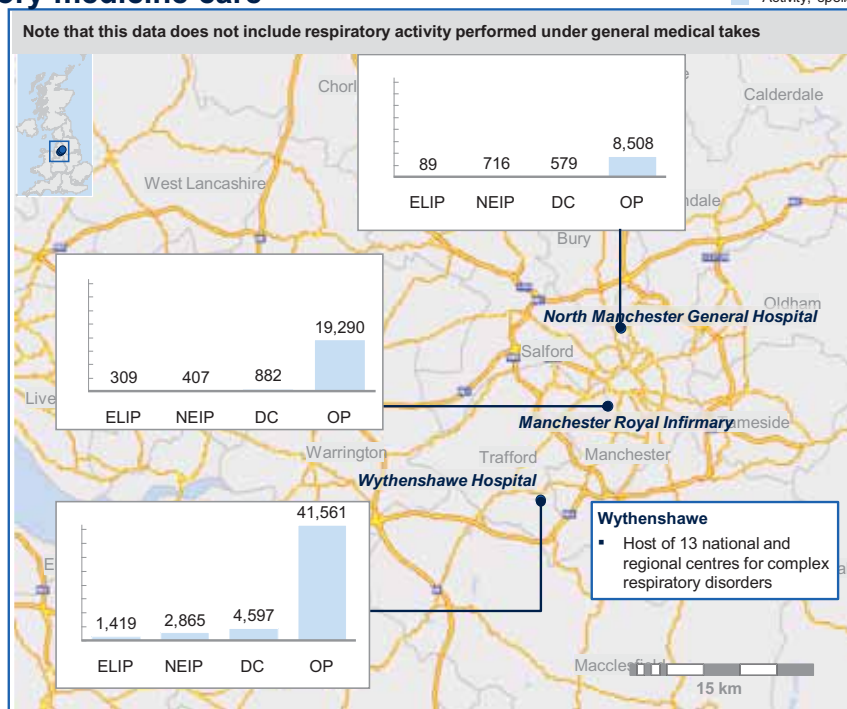 ory medicine care
Activity, spells
Note that this data does not include respiratory activity performed under general medical takes
Calderdale
West Lancashire
8,508
89 716 579
ELIP NEIP DC OP
Bury
19,290
309 407 882
ELIP NEIP DC OP
Oldham
North Manchester General Hospital
Salford
Manchester Royal Infirmary
Warrington
Trafford
Manchester
Wythenshawe Hospital
41,561
1,419 2,865 4,597
ELIP NEIP DC OP
Wythenshawe
▪ Host of 13 national and
regional centres for complex
respiratory disorders
15 km